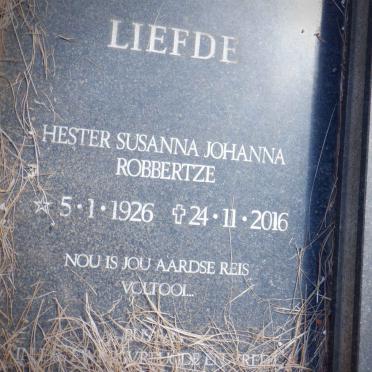 LIEFDE
HESTER SUSANNA JOHANNA
ROBBERTZE
☆ 5·1·1926 ✝ 24·11·2016
NOU IS JOU AARDSE REIS
VOLTOOI...